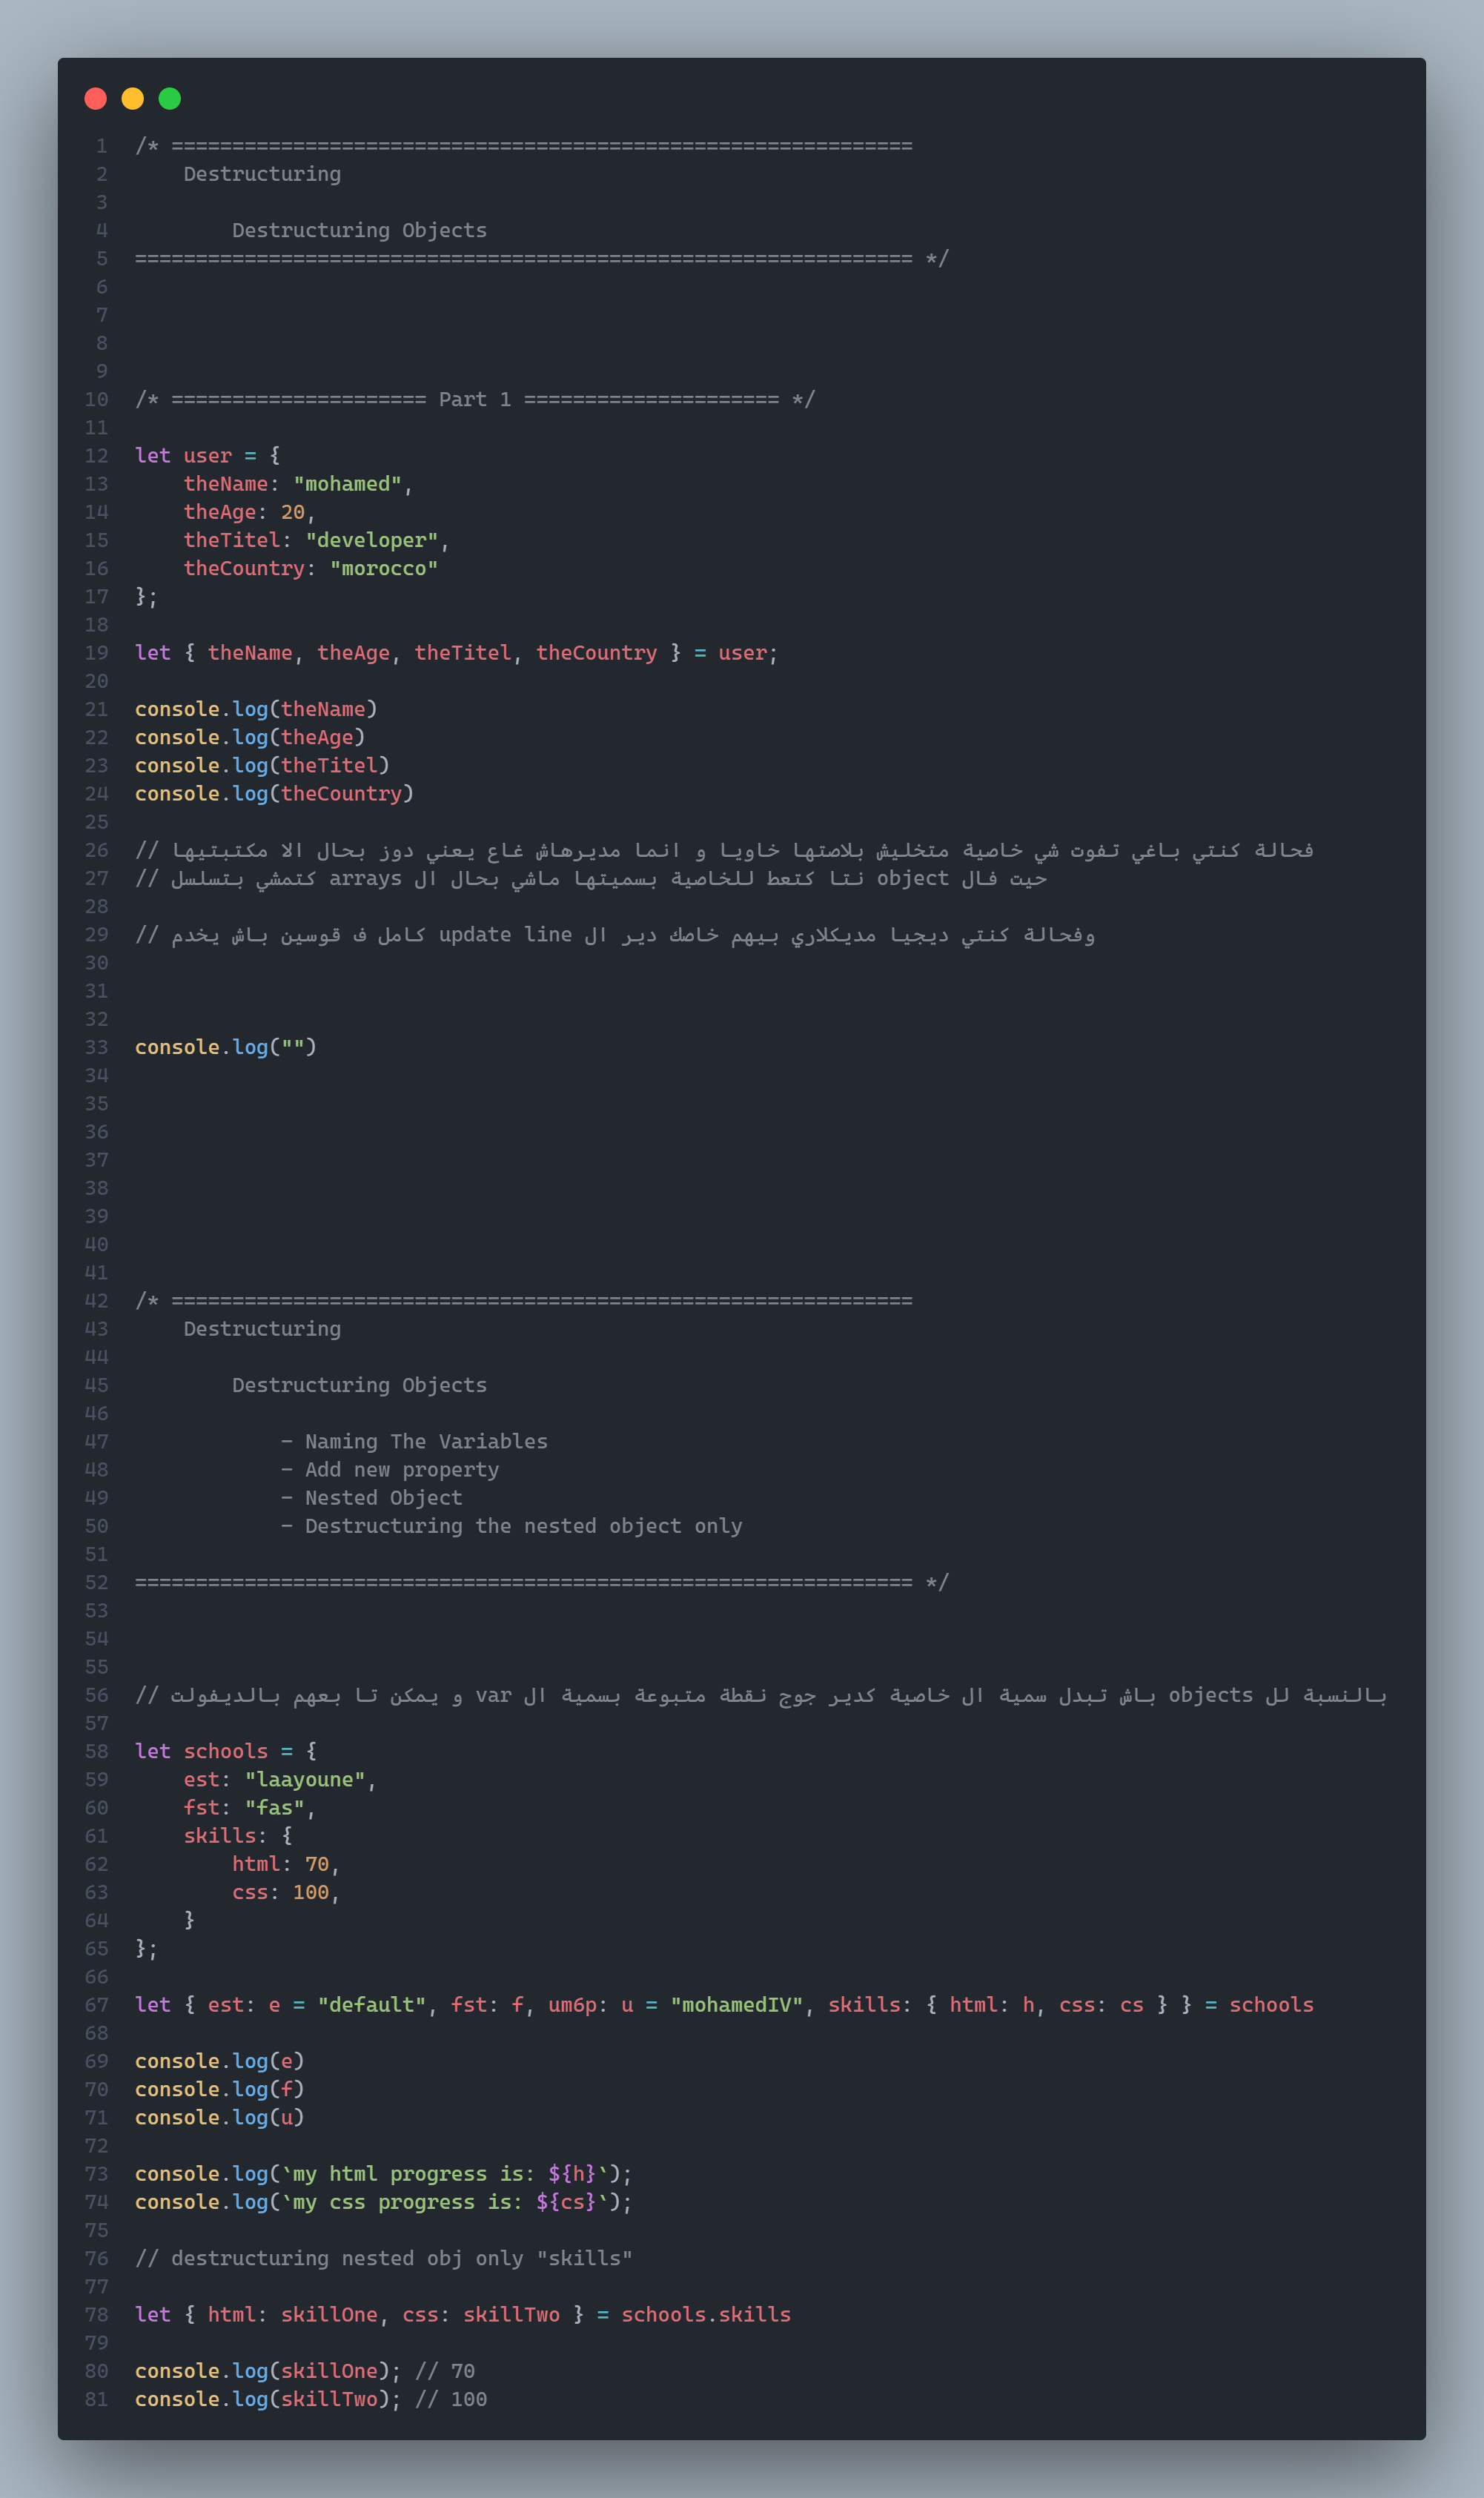 1 /* =============================================================
2 Destructuring
3
4 Destructuring Objects
5 ================================================================ */
6
7
8
9
10 /* ===================== Part 1 ===================== */
11
12 let user = {
13     theName: "mohamed",
14     theAge: 20,
15     theTitel: "developer",
16     theCountry: "morocco"
17 };
18
19 let { theName, theAge, theTitel, theCountry } = user;
20
21 console.log(theName)
22 console.log(theAge)
23 console.log(theTitel)
24 console.log(theCountry)
25
26 // فحالة كنتي باغي تفوت شي خاصية متخليش بلاصتها خاويا و انما مديرهاش غاع يعني دوز بحال الا مكتبتيها
27 // حيت فال object نتا كتعط للخاصية بسميتها ماشي بحال ال arrays كتمشي بتسلسل
28
29 // وفحالة كنتي ديجيا مديكلاري بيهم خاصك دير ال update line كامل ف قوسين باش يخدم
30
31
32
33 console.log("")
34
35
36
37
38
39
40
41
42 /* =============================================================
43 Destructuring
44
45 Destructuring Objects
46
47 - Naming The Variables
48 - Add new property
49 - Nested Object
50 - Destructuring the nested object only
51
52 ================================================================ */
53
54
55
56 // بالنسبة لل objects باش تبدل سمية ال خاصية كدير جوج نقطة متبوعة بسمية ال var و يمكن تا بعهم بالديفولت
57
58 let schools = {
59     est: "laayoune",
60     fst: "fas",
61     skills: {
62         html: 70,
63         css: 100,
64     }
65 };
66
67 let { est: e = "default", fst: f, um6p: u = "mohamedIV", skills: { html: h, css: cs } } = schools
68
69 console.log(e)
70 console.log(f)
71 console.log(u)
72
73 console.log(`my html progress is: ${h}`);
74 console.log(`my css progress is: ${cs}`);
75
76 // destructuring nested obj only "skills"
77
78 let { html: skillOne, css: skillTwo } = schools.skills
79
80 console.log(skillOne); // 70
81 console.log(skillTwo); // 100